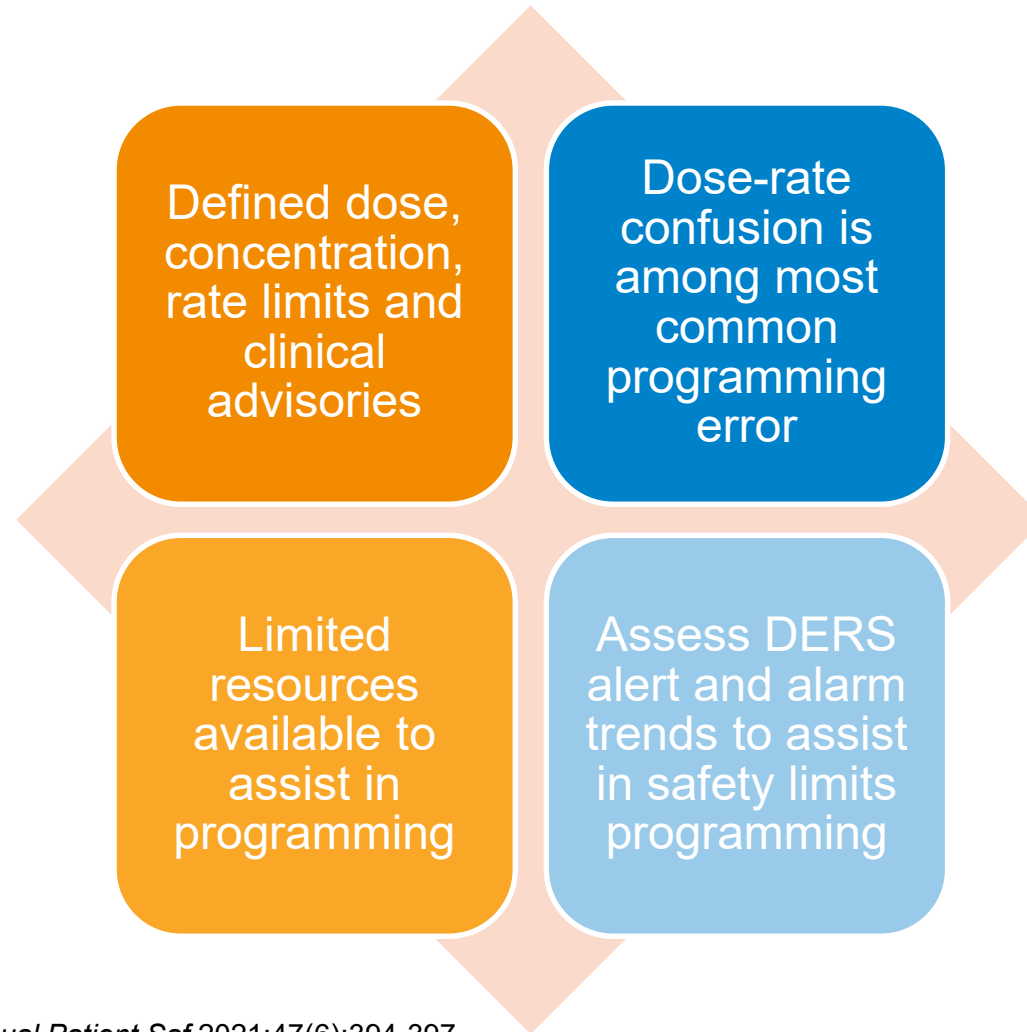 Defined dose,
concentration,
rate limits and
clinical
advisories
Dose-rate
confusion is
among most
common
programming
error
Limited
resources
available to
assist in
programming
Assess DERS
alert and alarm
trends to assist
in safety limits
programming
Patient Saf 2021;47(6):394-397